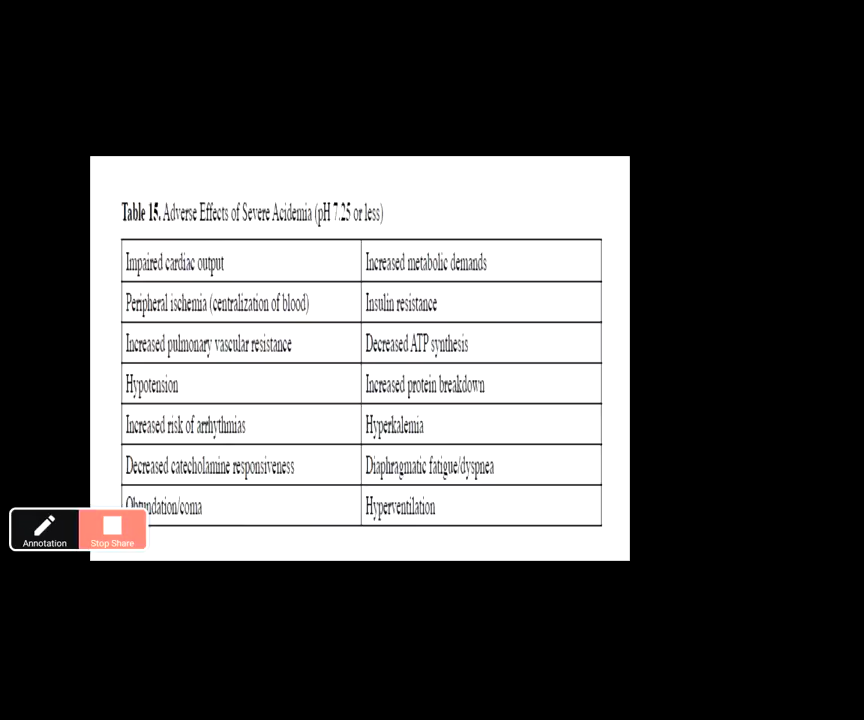 Table 15. Adverse Effects of Severe Acidemia (pH 7.25 or less)
Impaired cardiac output Increased metabolic demands
Peripheral ischemia (centralization of blood) Insulin resistance
Increased pulmonary vascular resistance Decreased ATP synthesis
Hypotension Increased protein breakdown
Increased risk of arrhythmias Hyperkalemia
Decreased catecholamine responsiveness Diaphragmatic fatigue/dyspnea
Obtundation/coma Hyperventilation
Annotation Stop Share